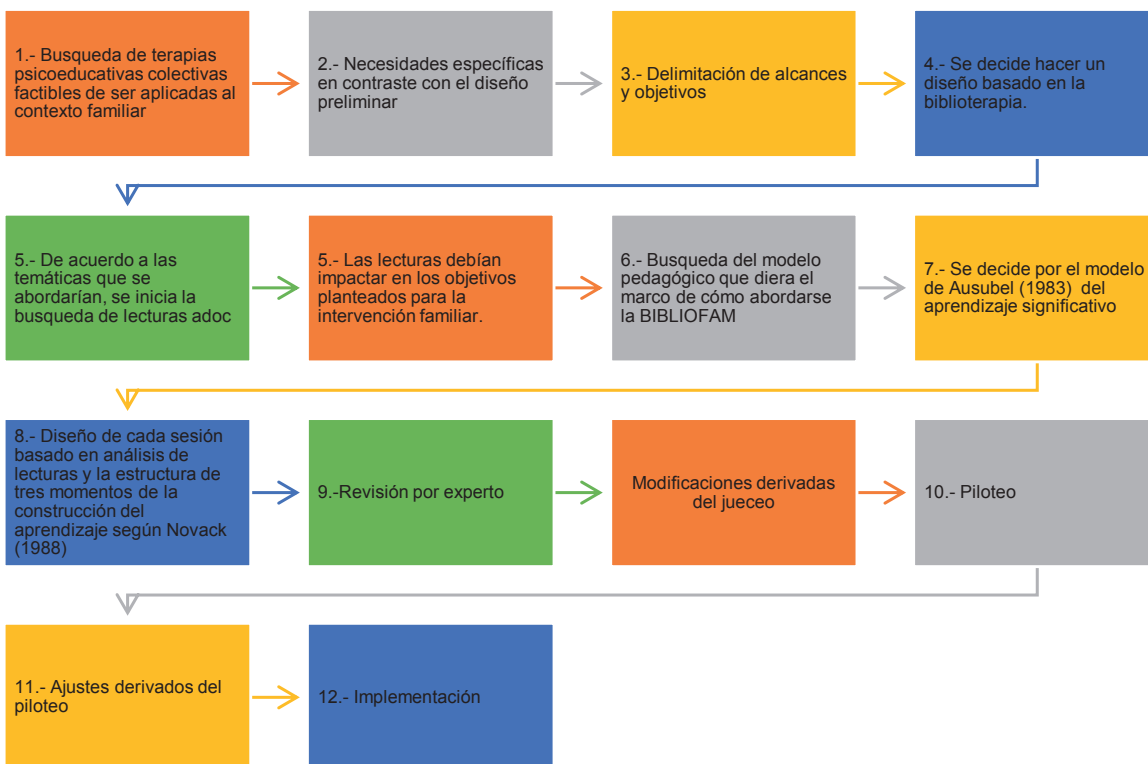 1.- Busqueda de terapias
psicoeducativas colectivas
factibles de ser aplicadas al
contexto familiar
2.- Necesidades específicas
en contraste con el diseño
preliminar
3.- Delimitación de alcances
y objetivos
4.- Se decide hacer un
diseño basado en la
biblioterapia.
5.- De acuerdo a las
temáticas que se
abordarían, se inicia la
busqueda de lecturas adoc
5.- Las lecturas debían
impactar en los objetivos
planteados para la
intervención familiar.
6.- Busqueda del modelo
pedagógico que diera el
marco de cómo abordarse
la BIBLIOFAM
7.- Se decide por el modelo
de Ausubel (1983) del
aprendizaje significativo
8.- Diseño de cada sesión
basado en análisis de
lecturas y la estructura de
tres momentos de la
construcción del
aprendizaje según Novack
(1988)
9.-Revisión por experto
Modificaciones derivadas
del jueceo
10.- Piloteo
11.- Ajustes derivados del
piloteo
12.- Implementación